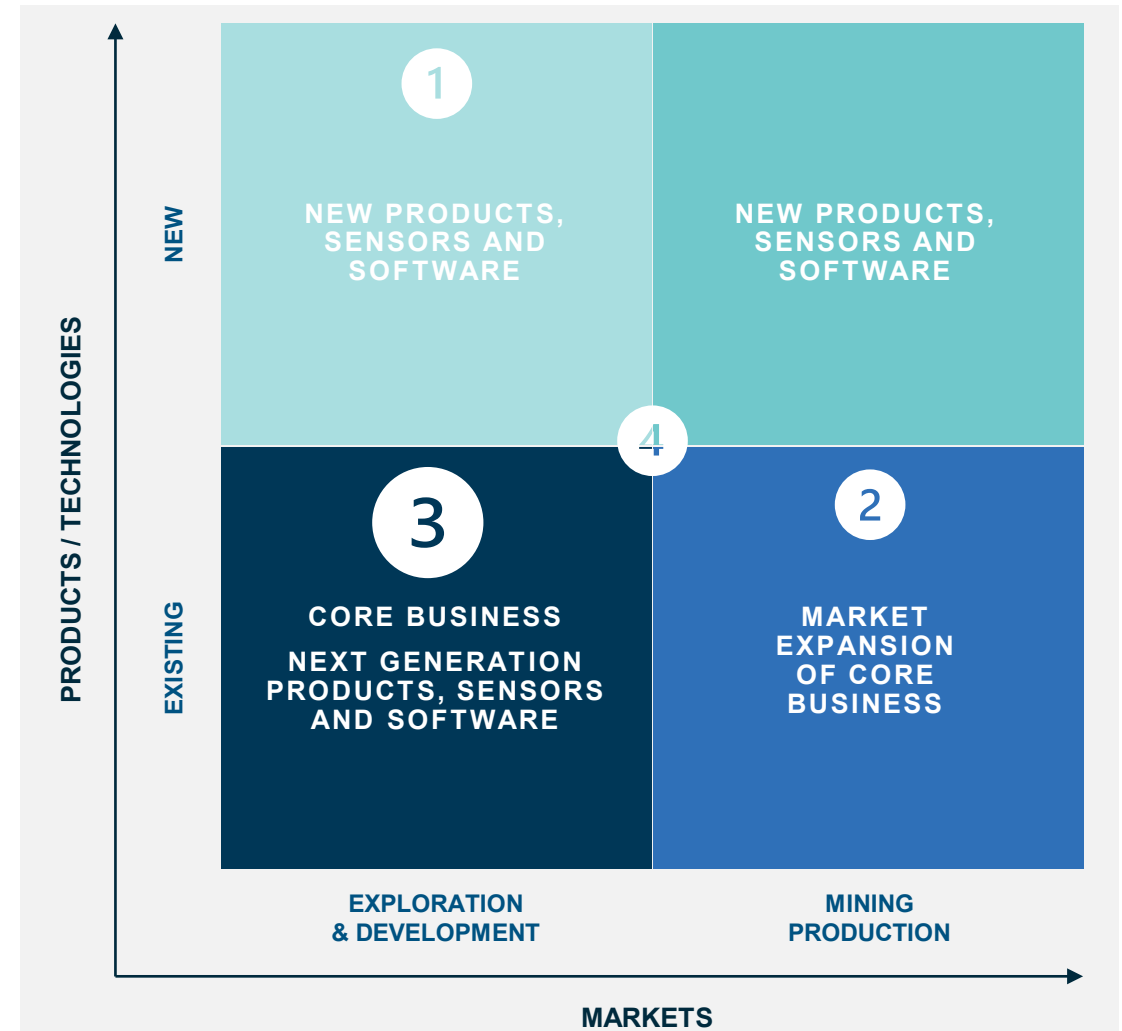 1
NEW PRODUCTS,
SENSORS AND
SOFTWARE
NEW PRODUCTS,
SENSORS AND
SOFTWARE
NEW
PRODUCTS / TECHNOLOGIES
4
3
CORE BUSINESS
NEXT GENERATION
PRODUCTS, SENSORS
AND SOFTWARE
2
MARKET
EXPANSION
OF CORE
BUSINESS
EXISTING
EXPLORATION
& DEVELOPMENT
MINING
PRODUCTION
MARKETS